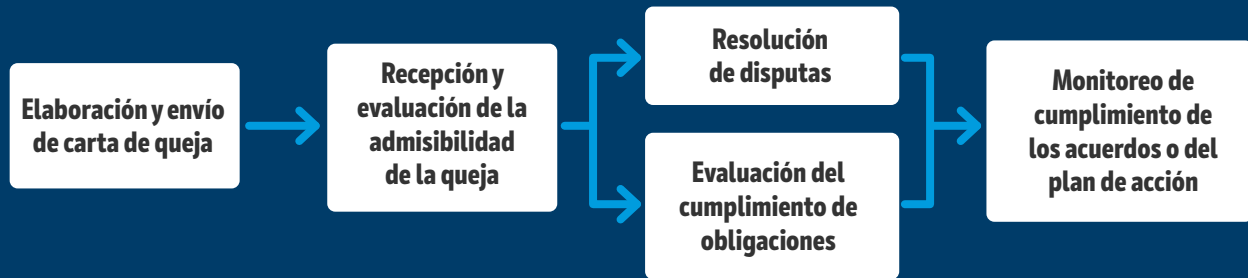 Elaboración y envío
de carta de queja
Recepción y
evaluación de la
admisibilidad
de la queja
Resolución
de disputas
Evaluación del
cumplimiento de
obligaciones
Monitoreo de
cumplimiento de
los acuerdos o del
plan de acción